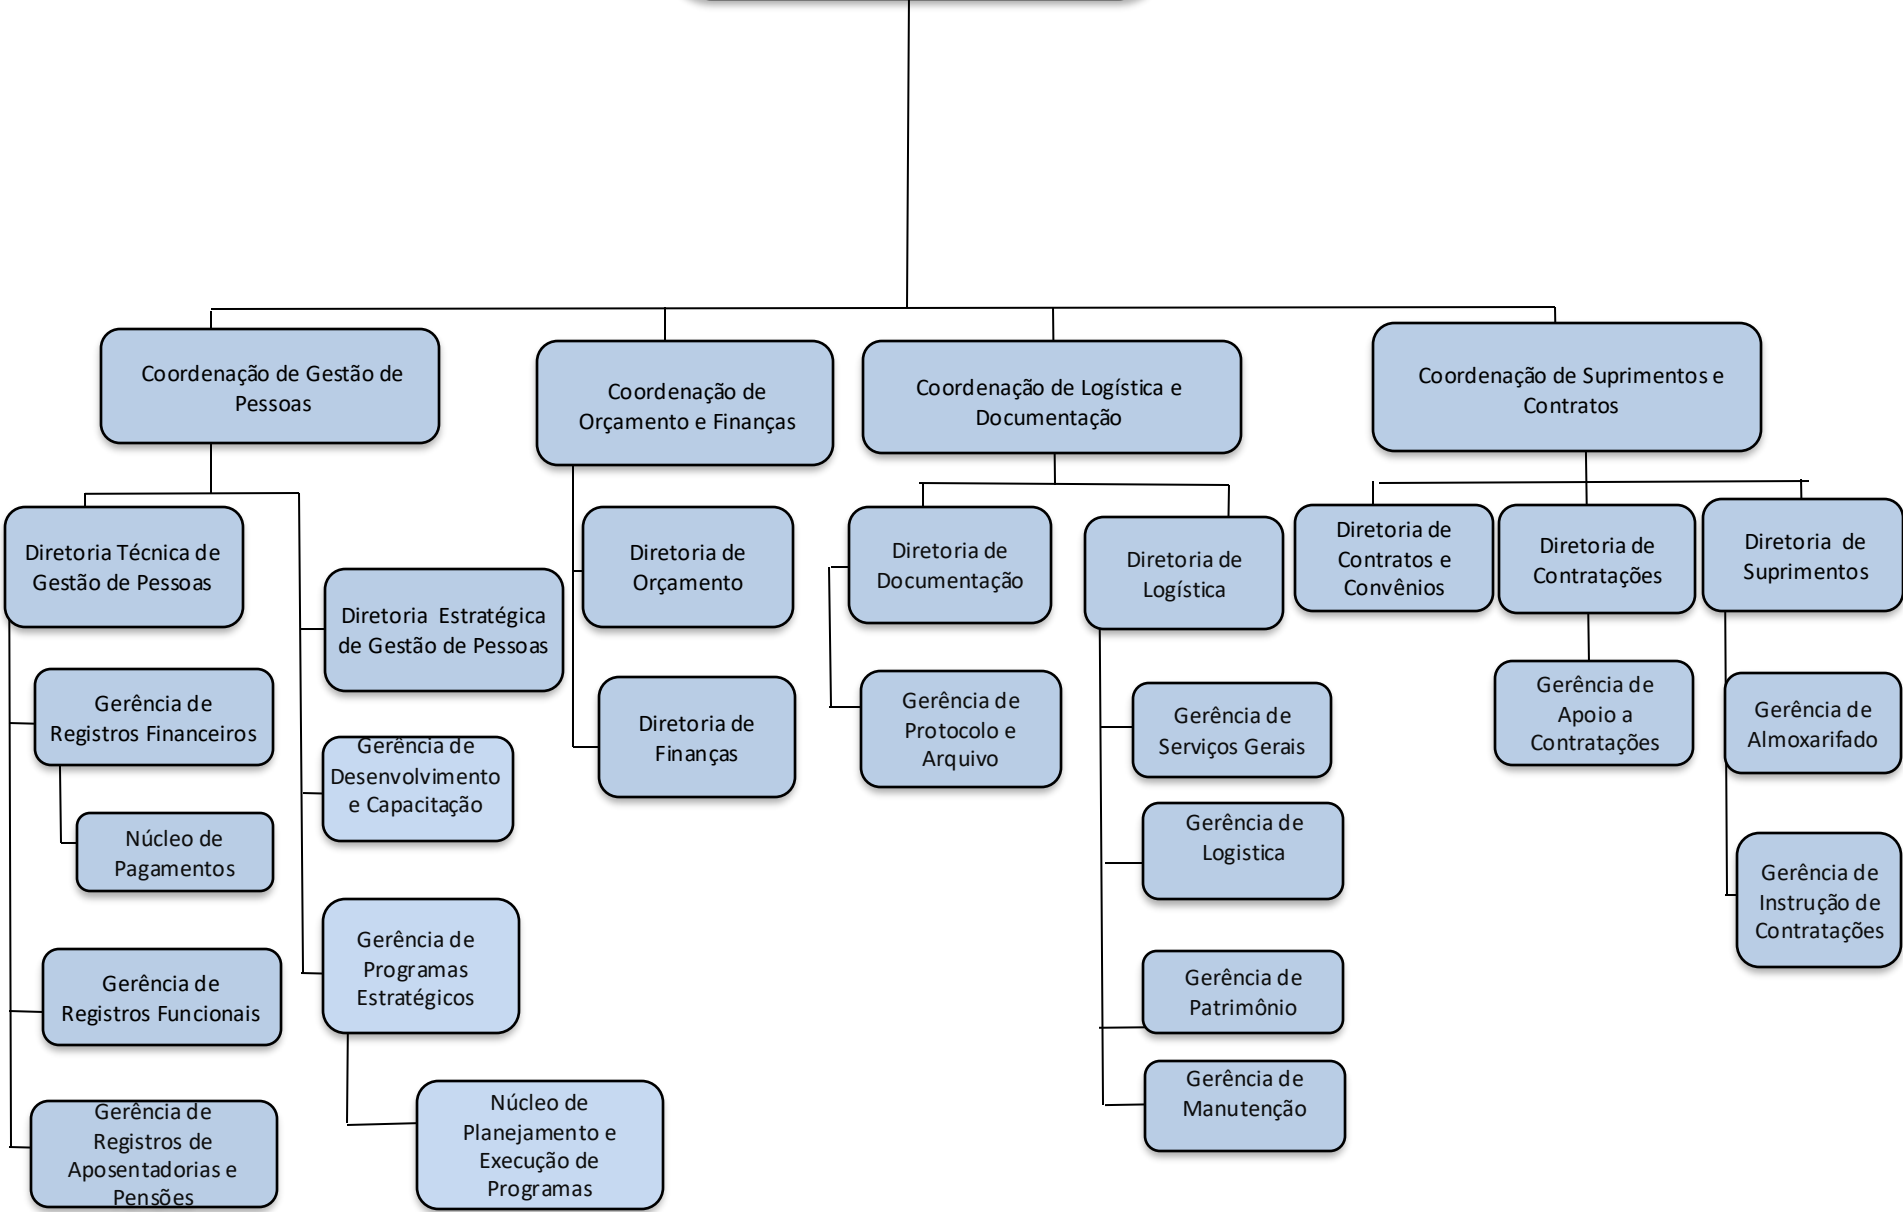 Coordenação de Gestão de
Pessoas
Coordenação de
Orçamento e Finanças
Coordenação de Logística e
Documentação
Coordenação de Suprimentos e
Contratos
Diretoria Técnica de
Gestão de Pessoas
Diretoria Estratégica
de Gestão de Pessoas
Diretoria de
Orçamento
Diretoria de
Documentação
Diretoria de
Logística
Diretoria de
Contratos e
Convênios
Diretoria de
Contratações
Diretoria de
Suprimentos
Gerência de
Registros Financeiros
Gerência de
Desenvolvimento
e Capacitação
Diretoria de
Finanças
Gerência de
Protocolo e
Arquivo
Gerência de
Serviços Gerais
Gerência de
Apoio a
Contratações
Gerência de
Almoxarifado
Núcleo de
Pagamentos
Gerência de
Logistica
Gerência de
Instrução de
Contratações
Gerência de
Registros Funcionais
Gerência de
Programas
Estratégicos
Gerência de
Patrimônio
Gerência de
Manutenção
Gerência de
Registros de
Aposentadorias e
Pensões
Núcleo de
Planejamento e
Execução de
Programas